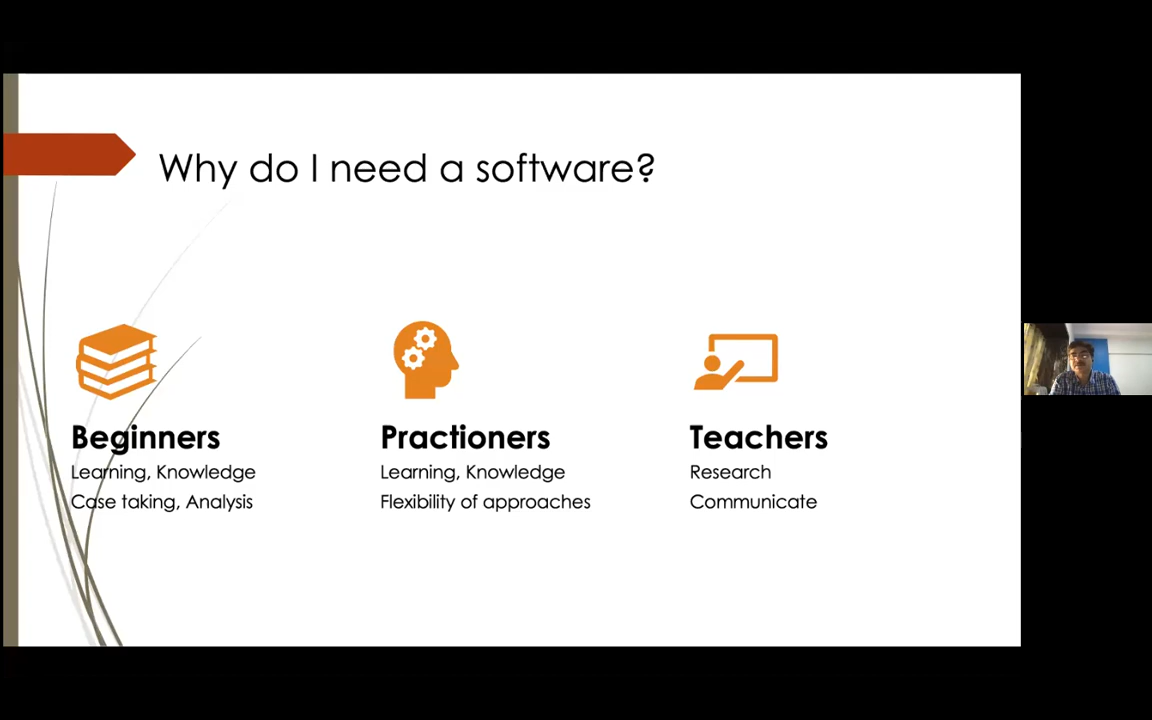 Why do I need a software?
Beginners
Learning, Knowledge
Case taking, Analysis
Practioners
Learning, Knowledge
Flexibility of approaches
Teachers
Research
Communicate